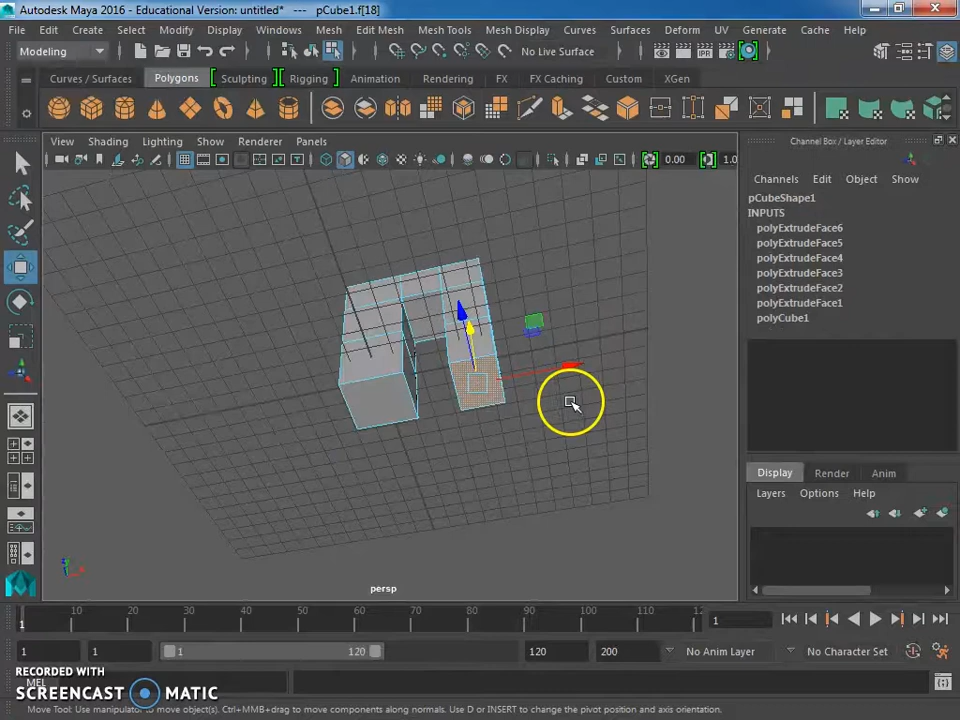 Autodesk Maya 2016 - Educational Version: untitled*   ---   pCube1.f[18]
File Edit Create Select Modify Display Windows Mesh Edit Mesh Mesh Tools Mesh Display Curves Surfaces Deform UV Generate Cache Help
Modeling No Live Surface
Curves / Surfaces Polygons Sculpting Rigging Animation Rendering FX FX Caching Custom XGen
View Shading Lighting Show Renderer Panels
0.00 1.0
Channel Box / Layer Editor
Channels Edit Object Show
pCubeShape1
INPUTS
polyExtrudeFace6
polyExtrudeFace5
polyExtrudeFace4
polyExtrudeFace3
polyExtrudeFace2
polyExtrudeFace1
polyCube1
Display Render Anim
Layers Options Help
persp
1 10 20 30 40 50 60 70 80 90 100 110 12 1
1 1 1 120 120 200 No Anim Layer No Character Set
RECORDED WITH
MEL
SCREENCAST MATIC
Move Tool: Use manipulator to move object(s). Ctrl+MMB+drag to move components along normals. Use D or INSERT to change the pivot position and axis orientation.